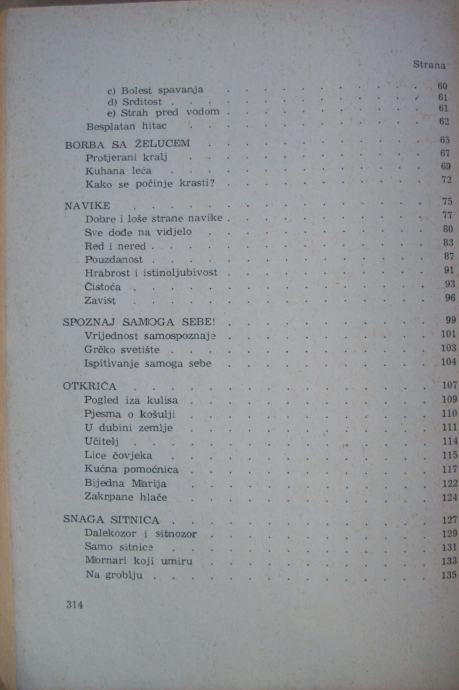 Strana
c) Bolest spavanja . . . . . . . . . . . 60
d) Srditost . . . . . . . . . . . . . 61
e) Strah pred vodom . . . . . . . . . . . 61
Besplatan hitac . . . . . . . . . . . . 62
BORBA SA ŽELUCEM . . . . . . . . . . . 65
Protjerani kralj . . . . . . . . . . . . 67
Kuhana leća . . . . . . . . . . . . . 69
Kako se počinje krasti? . . . . . . . . . . . 72
NAVIKE . . . . . . . . . . . . . . . 75
Dobre i loše strane navike . . . . . . . . . . . 77
Sve dođe na vidjelo . . . . . . . . . . . 80
Red i nered . . . . . . . . . . . . . 83
Pouzdanost . . . . . . . . . . . . . 87
Hrabrost i istinoljubivost . . . . . . . . . . . 91
Čistoća . . . . . . . . . . . . . . 93
Zavist . . . . . . . . . . . . . . 96
SPOZNAJ SAMOGA SEBE! . . . . . . . . . . . 99
Vrijednost samospoznaje . . . . . . . . . . . 101
Grčko svetište . . . . . . . . . . . . 103
Ispitivanje samoga sebe . . . . . . . . . . . 104
OTKRIĆA . . . . . . . . . . . . . . 107
Pogled iza kulisa . . . . . . . . . . . . 109
Pjesma o košulji . . . . . . . . . . . . 110
U dubini zemlje . . . . . . . . . . . . 111
Učitelj . . . . . . . . . . . . . . 114
Lice čovjeka . . . . . . . . . . . . . 115
Kućna pomoćnica . . . . . . . . . . . . 117
Bijedna Marija . . . . . . . . . . . . 122
Zakrpane hlače . . . . . . . . . . . . 124
SNAGA SITNICA . . . . . . . . . . . . . 127
Dalekozor i sitnozor . . . . . . . . . . . 129
Samo sitnice . . . . . . . . . . . . . 131
Mornari koji umiru . . . . . . . . . . . 133
Na groblju . . . . . . . . . . . . . 135
314